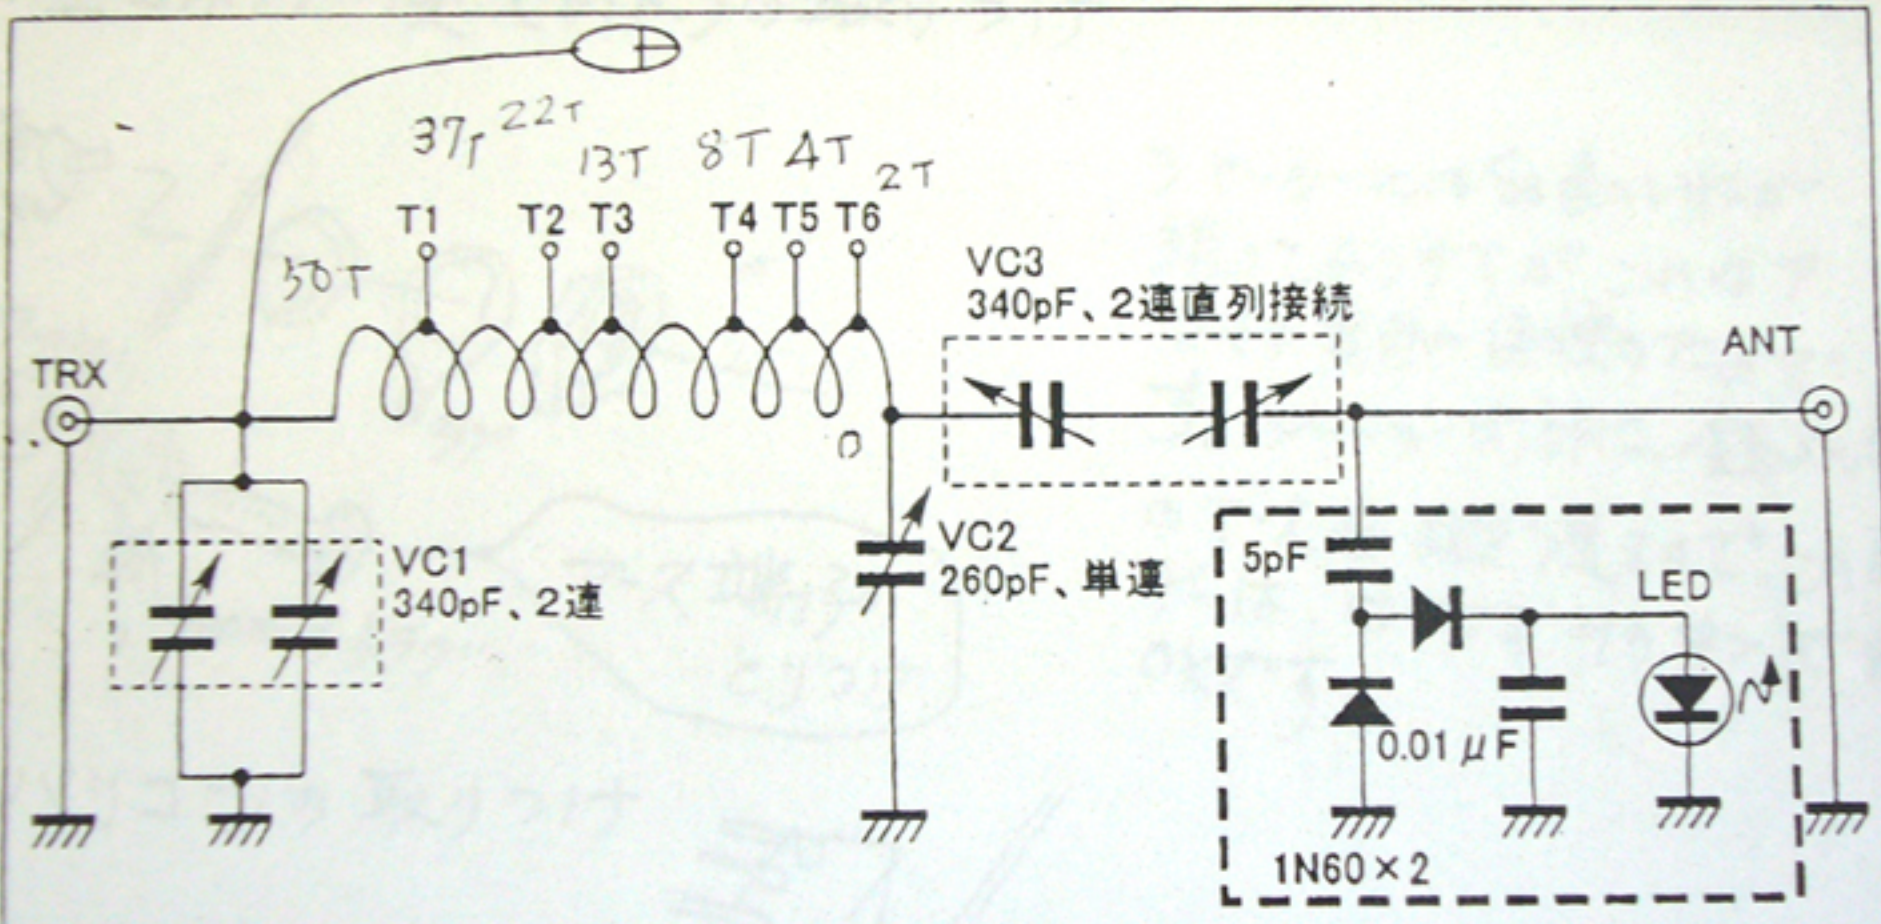 37T 22T 13T 8T 4T 2T
T1 T2 T3 T4 T5 T6
50T
VC3
340pF、2連直列接続
TRX
ANT
0
VC1
340pF、2連
VC2
260pF、単連
5pF
LED
0.01μF
1N60×2